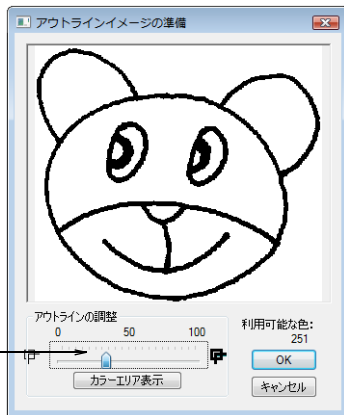 アウトラインイメージの準備
アウトラインの調整
0 50 100
カラーエリア表示
利用可能な色:
251
OK
キャンセル